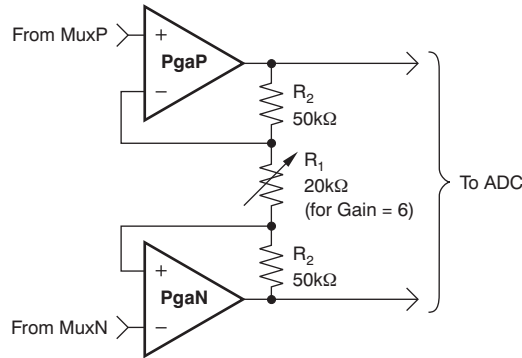 From MuxP
+
PgaP
−
R2
50kΩ
R1
20kΩ
(for Gain = 6)
To ADC
R2
50kΩ
+
PgaN
−
From MuxN